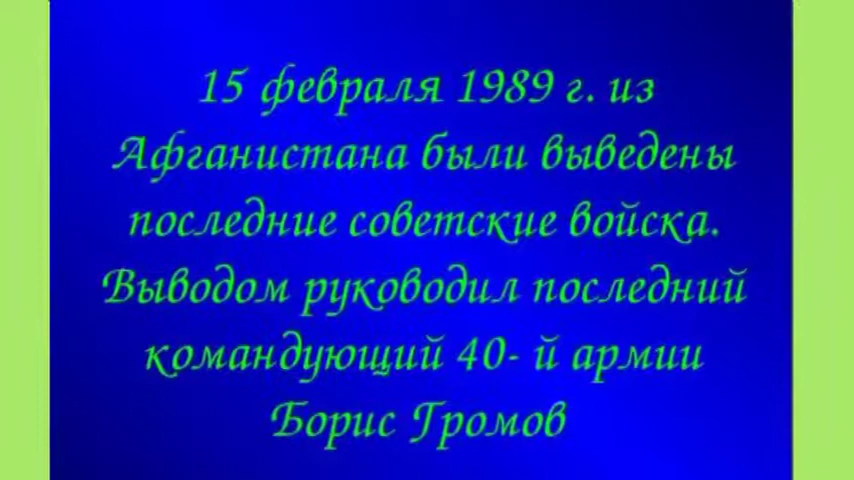 15 февраля 1989 г. из
Афганистана были выведены
последние советские войска.
Выводом руководил последний
командующий 40- й армии
Борис Громов